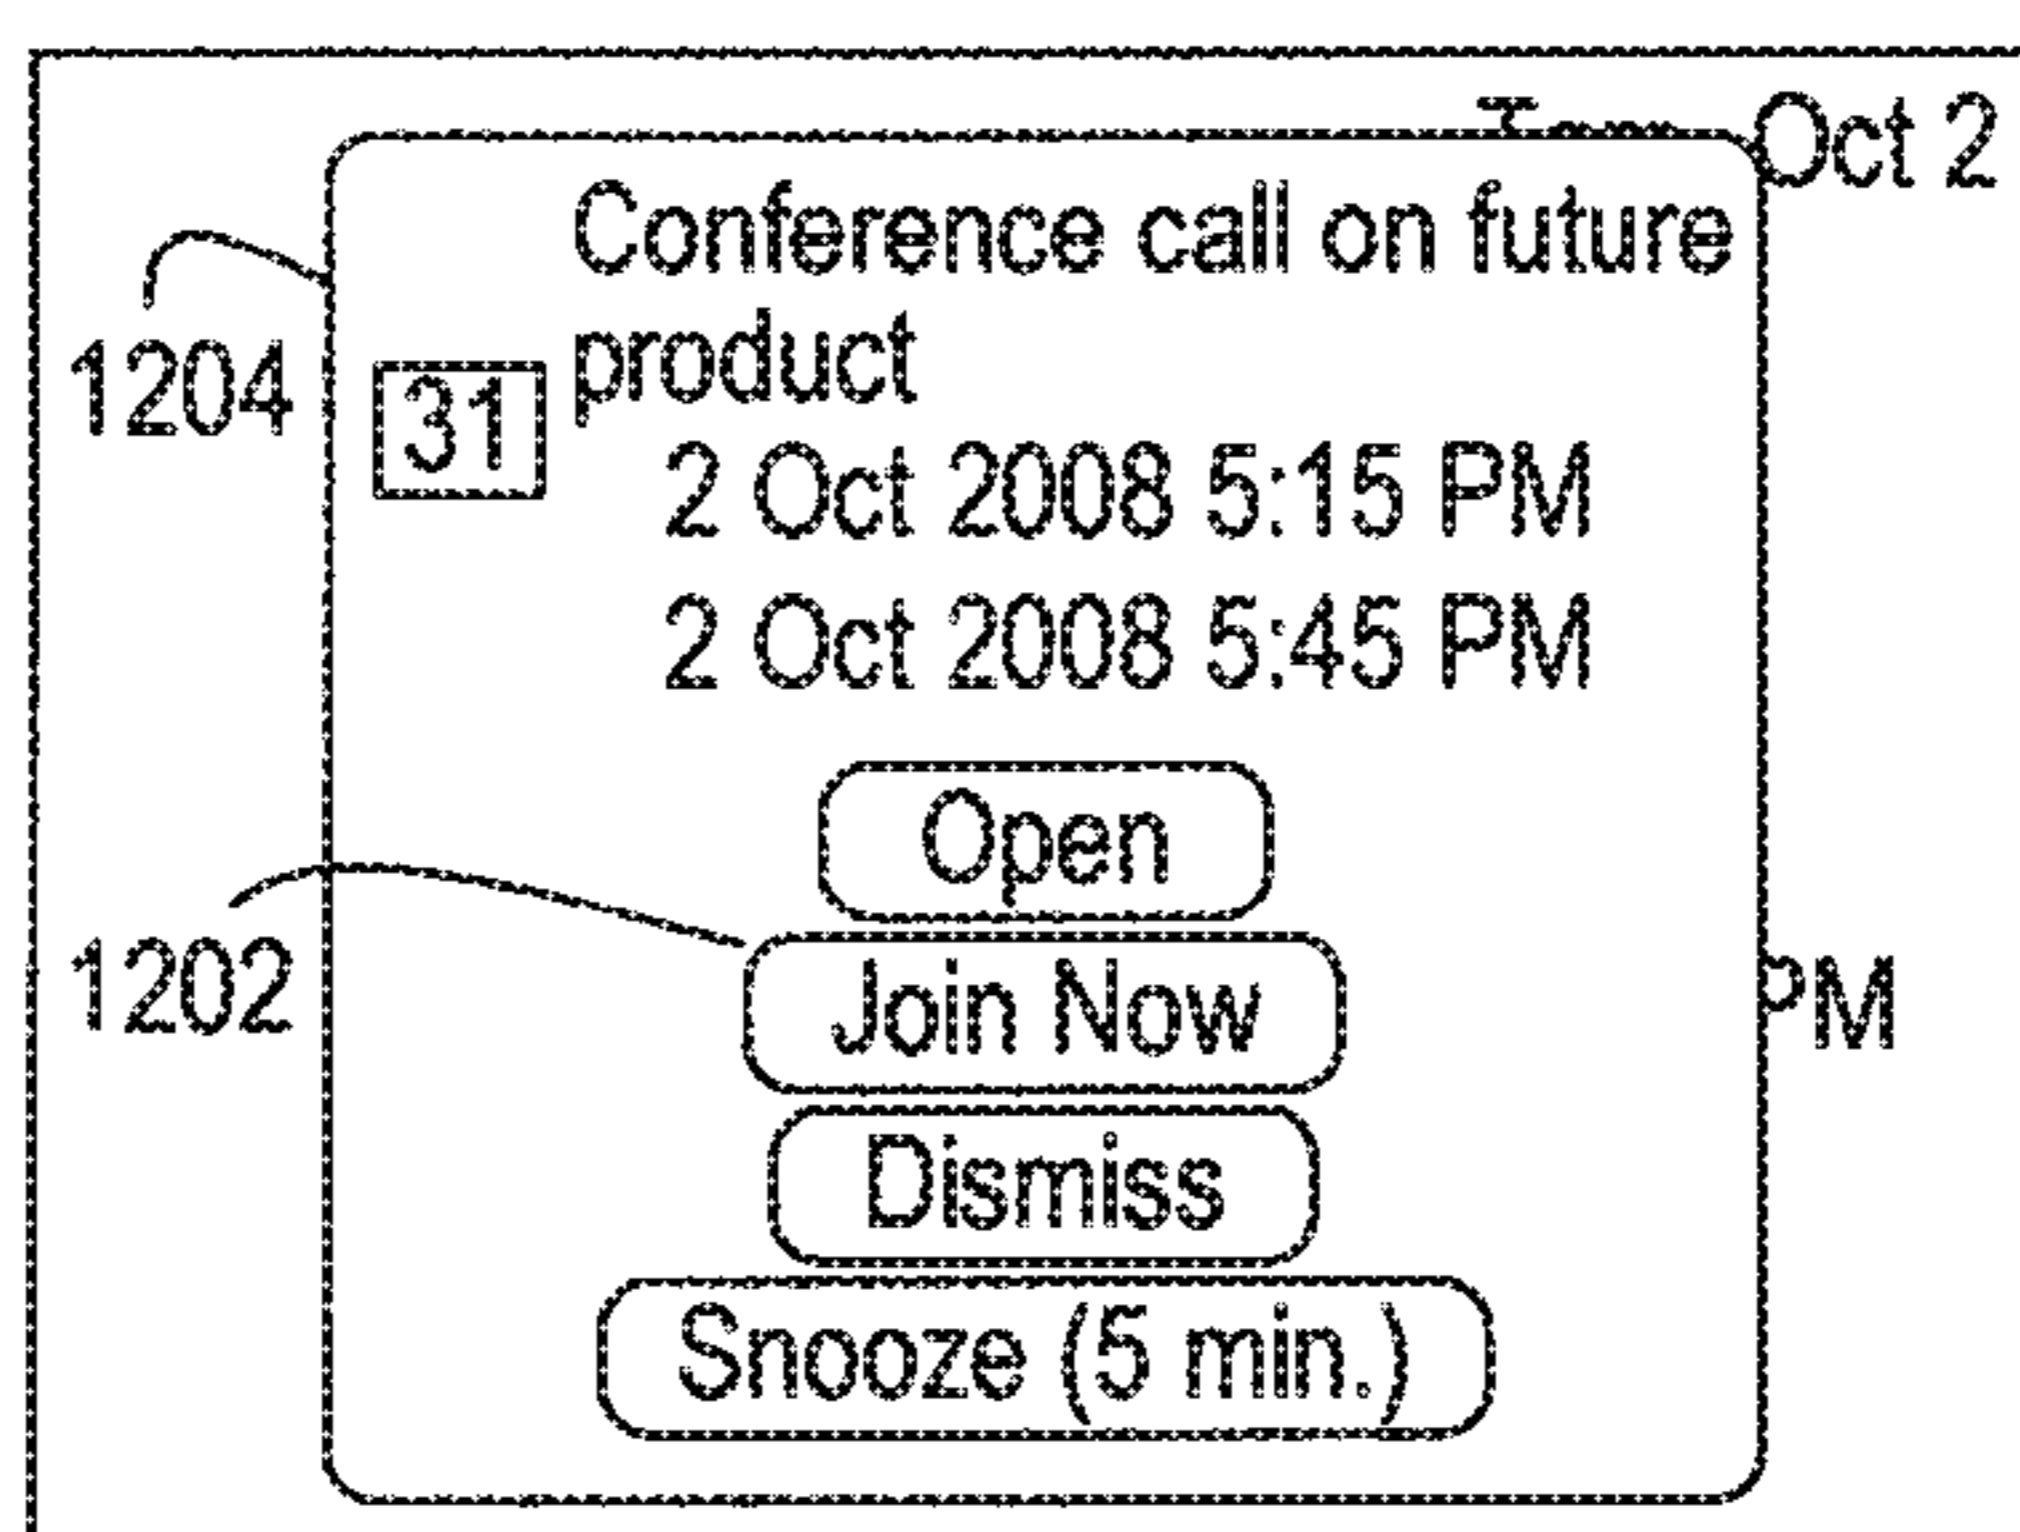 Oct 2
Conference call on future
product
1204
31
2 Oct 2008 5:15 PM
2 Oct 2008 5:45 PM
Open
1202
Join Now
PM
Dismiss
Snooze (5 min.)